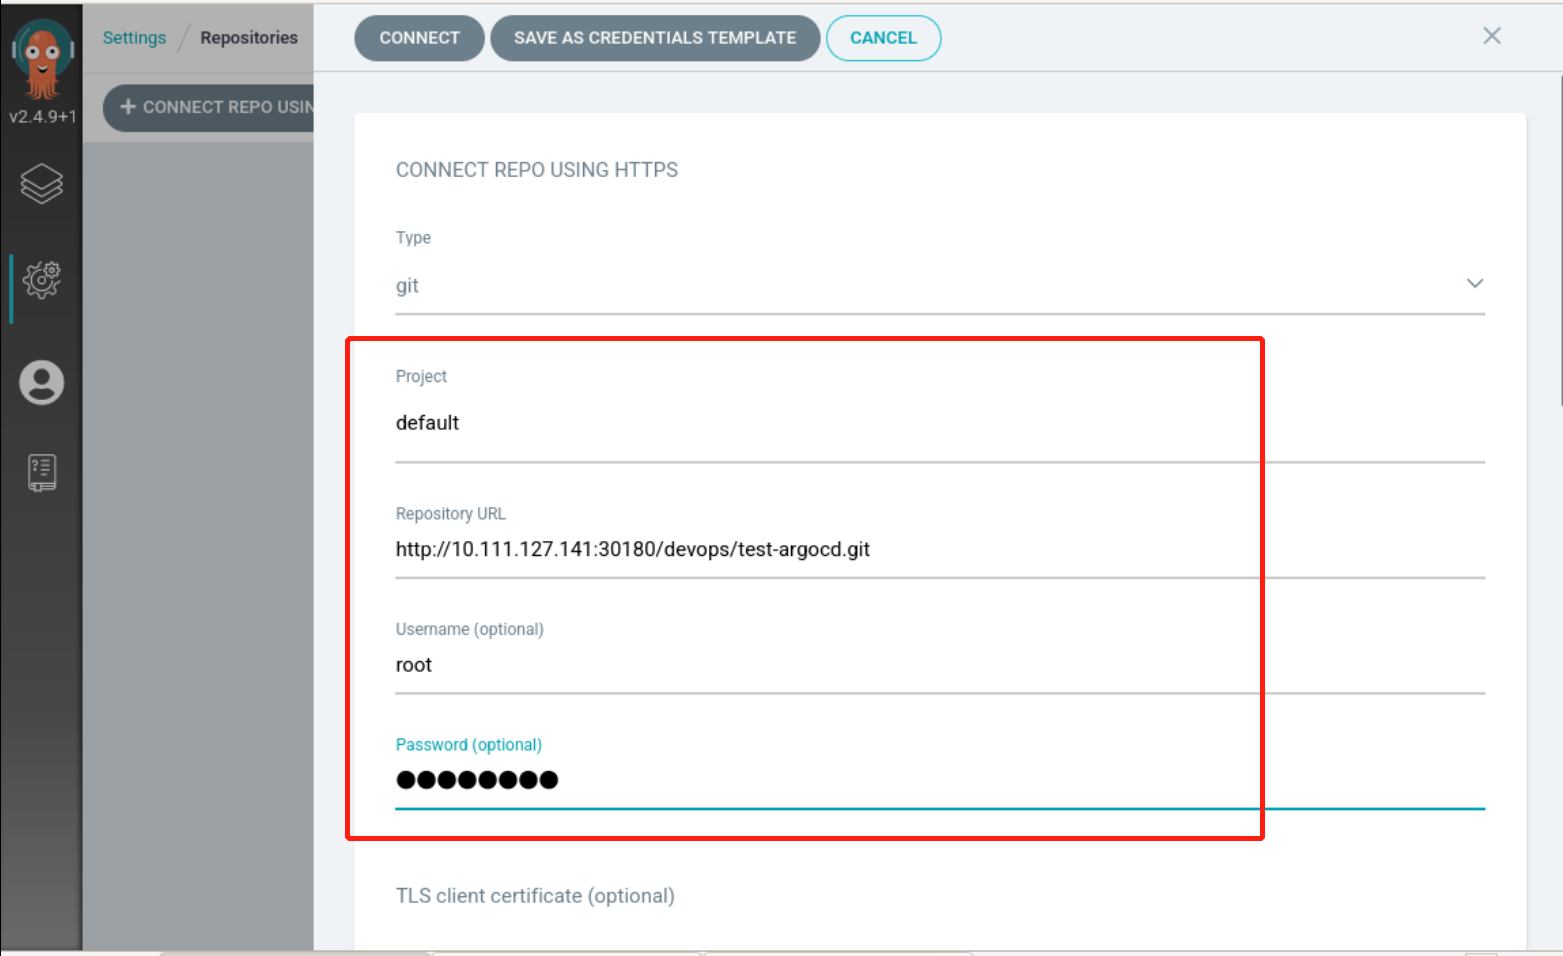 Settings / Repositories
v2.4.9+1
+ CONNECT REPO USIN
CONNECT
SAVE AS CREDENTIALS TEMPLATE
CANCEL
CONNECT REPO USING HTTPS
Type
git
Project
default
Repository URL
http://10.111.127.141:30180/devops/test-argocd.git
Username (optional)
root
Password (optional)
●●●●●●●●
TLS client certificate (optional)